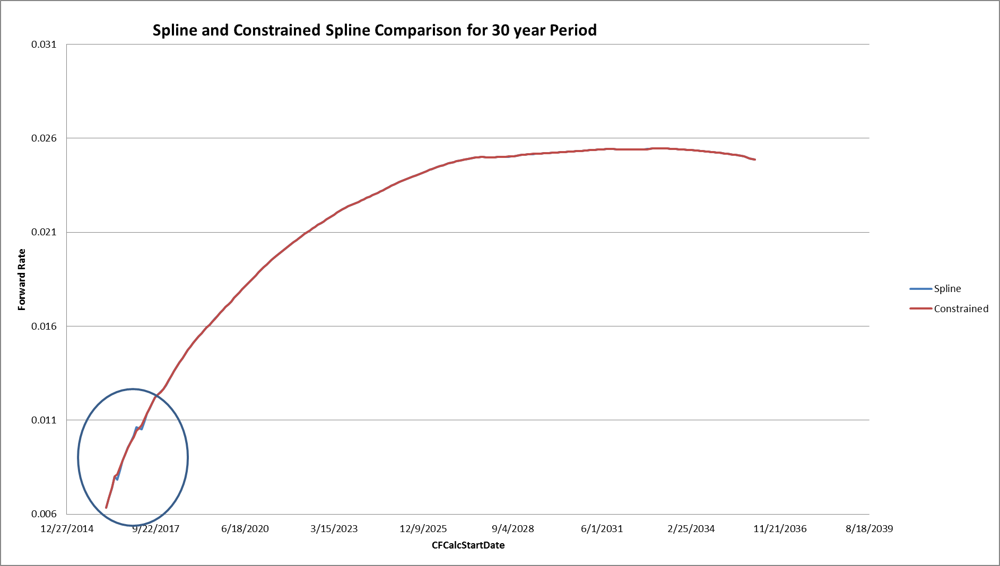 Spline and Constrained Spline Comparison for 30 year Period
0.031
0.026
0.021
0.016
0.011
0.006
Forward Rate
12/27/2014 9/22/2017 6/18/2020 3/15/2023 12/9/2025 9/4/2028 6/1/2031 2/25/2034 11/21/2036 8/18/2039
CFCalcStartDate
Spline
Constrained